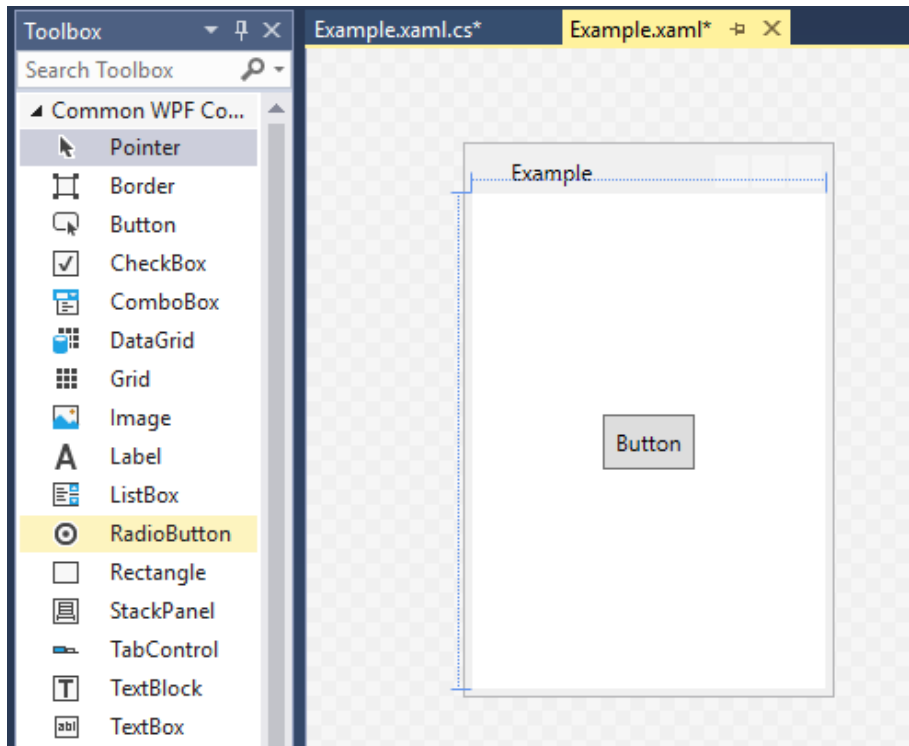 Toolbox
Search Toolbox
Common WPF Co...
Pointer
Border
Button
CheckBox
ComboBox
DataGrid
Grid
Image
Label
ListBox
RadioButton
Rectangle
StackPanel
TabControl
TextBlock
TextBox
Example.xaml.cs*
Example.xaml*
Example
Button